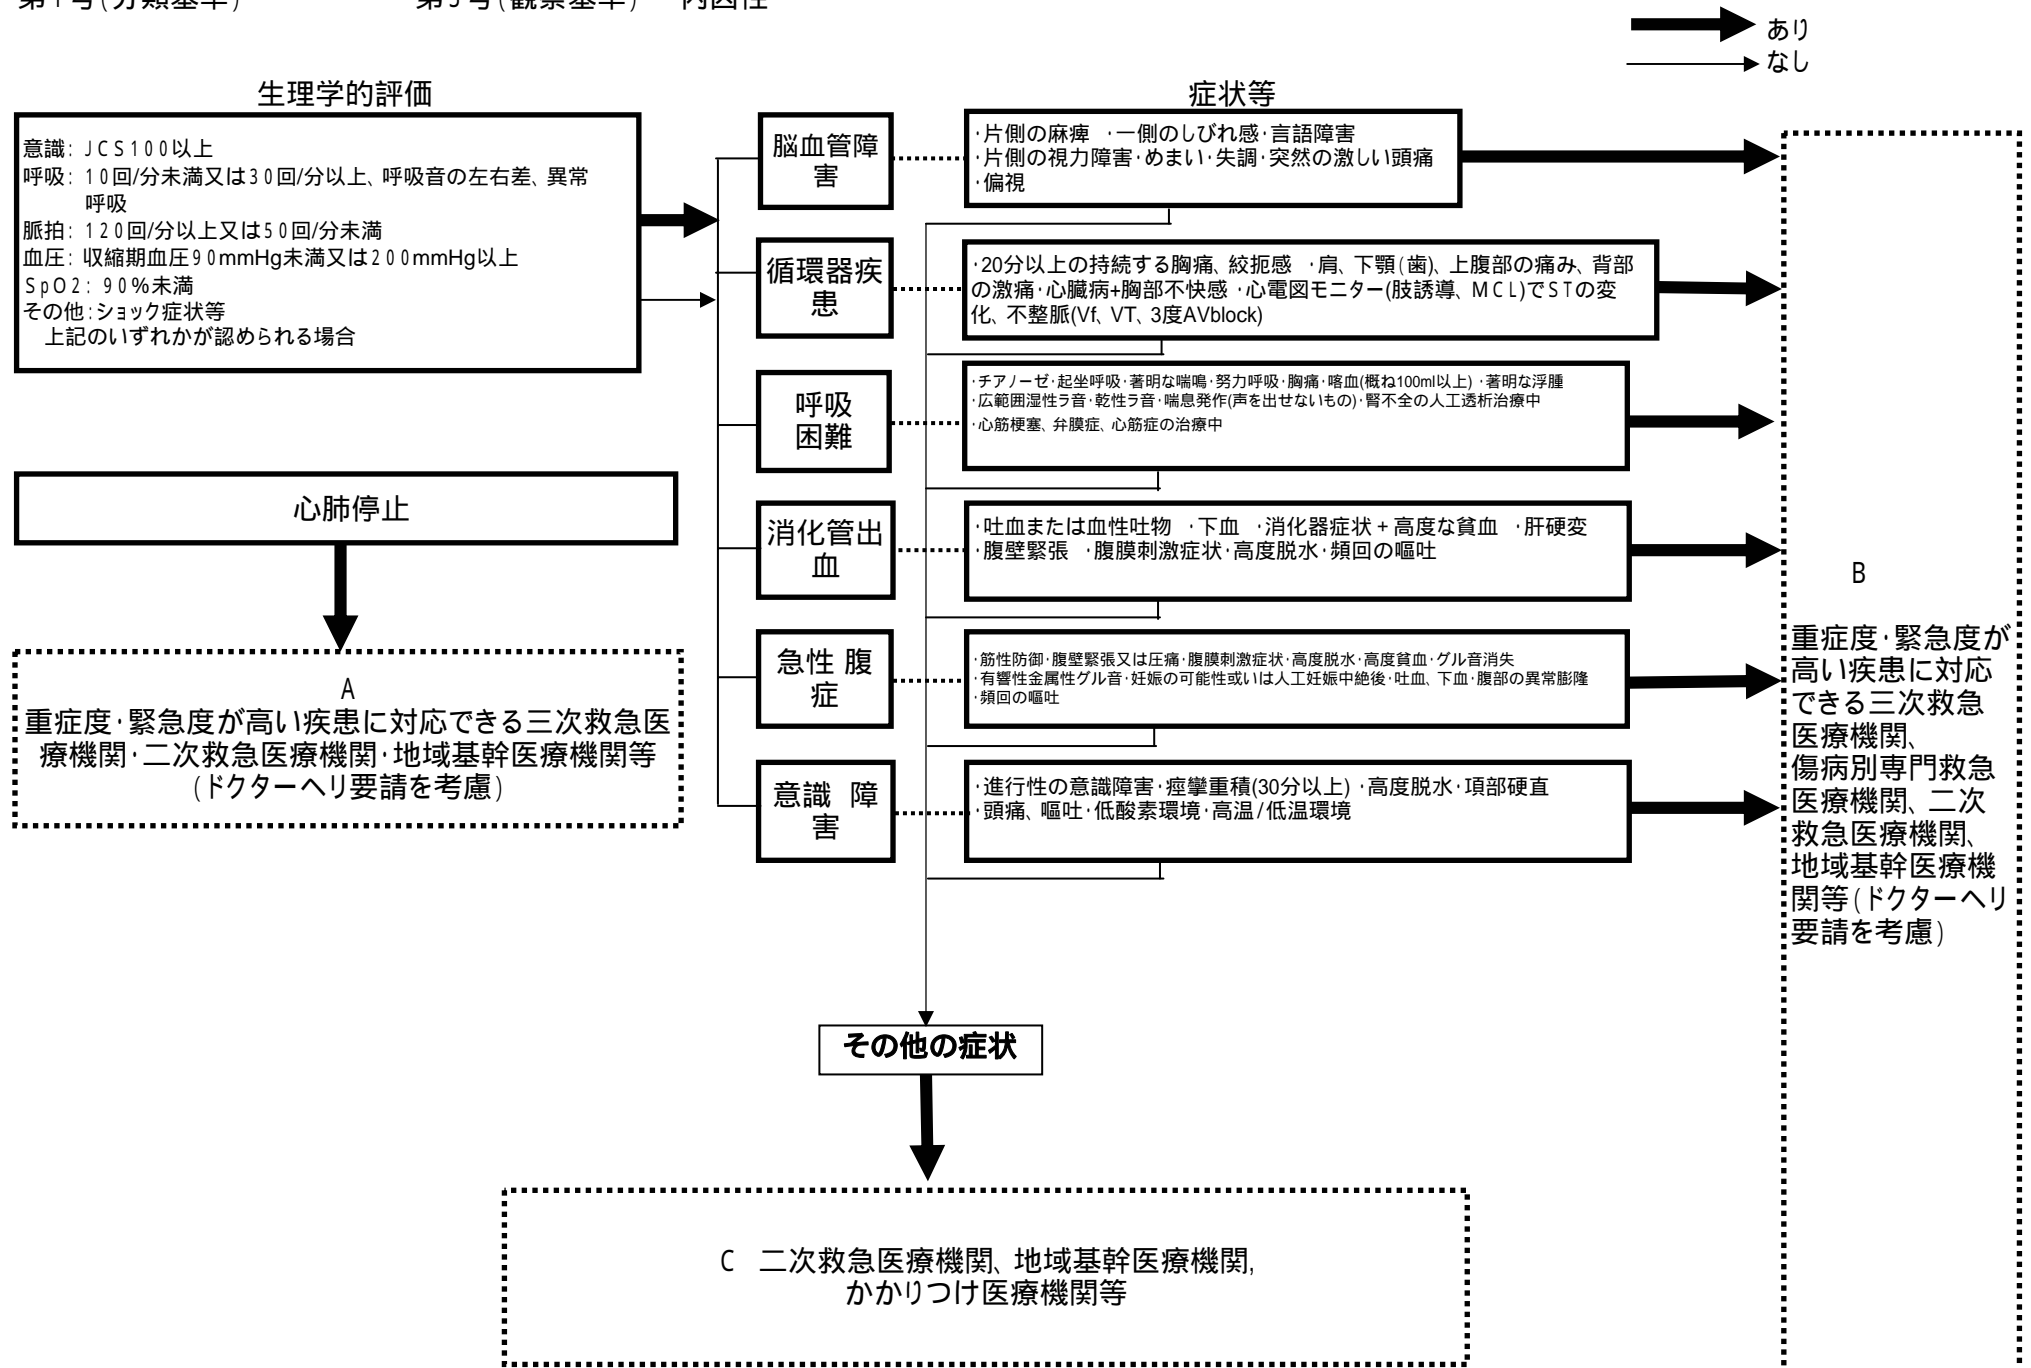 あり
なし
生理学的評価
症状等
意識: JCS100以上
呼吸: 10回/分未満又は30回/分以上、呼吸音の左右差、異常
呼吸
脈拍: 120回/分以上又は50回/分未満
血圧: 収縮期血圧90mmHg未満又は200mmHg以上
SpO2: 90%未満
その他:ショック症状等
上記のいずれかが認められる場合
心肺停止
A
重症度・緊急度が高い疾患に対応できる三次救急医
療機関・二次救急医療機関・地域基幹医療機関等
(ドクターヘリ要請を考慮)
脳血管障
害
・片側の麻痺 ・一側のしびれ感・言語障害
・片側の視力障害・めまい・失調・突然の激しい頭痛
・偏視
循環器疾
患
・20分以上の持続する胸痛、絞扼感 ・肩、下顎(歯)、上腹部の痛み、背部
の激痛・心臓病+胸部不快感 ・心電図モニター(肢誘導、MCL)でSTの変
化、不整脈(Vf、VT、3度AVblock)
呼吸
困難
・チアノーゼ・起坐呼吸・著明な喘鳴・努力呼吸・胸痛・喀血(概ね100ml以上) ・著明な浮腫
・広範囲湿性ラ音・乾性ラ音・喘息発作(声を出せないもの)・腎不全の人工透析治療中
・心筋梗塞、弁膜症、心筋症の治療中
消化管出
血
・吐血または血性吐物 ・下血 ・消化器症状+高度な貧血 ・肝硬変
・腹壁緊張 ・腹膜刺激症状・高度脱水・頻回の嘔吐
急性 腹
症
・筋性防御・腹壁緊張又は圧痛・腹膜刺激症状・高度脱水・高度貧血・グル音消失
・有響性金属性グル音・妊娠の可能性或いは人工妊娠中絶後・吐血、下血・腹部の異常膨隆
・頻回の嘔吐
意識 障
害
・進行性の意識障害・痙攣重積(30分以上) ・高度脱水・項部硬直
・頭痛、嘔吐・低酸素環境・高温/低温環境
B
重症度・緊急度が
高い疾患に対応
できる三次救急
医療機関、
傷病別専門救急
医療機関、二次
救急医療機関、
地域基幹医療機
関等(ドクターヘリ
要請を考慮)
その他の症状
C 二次救急医療機関、地域基幹医療機関,
かかりつけ医療機関等